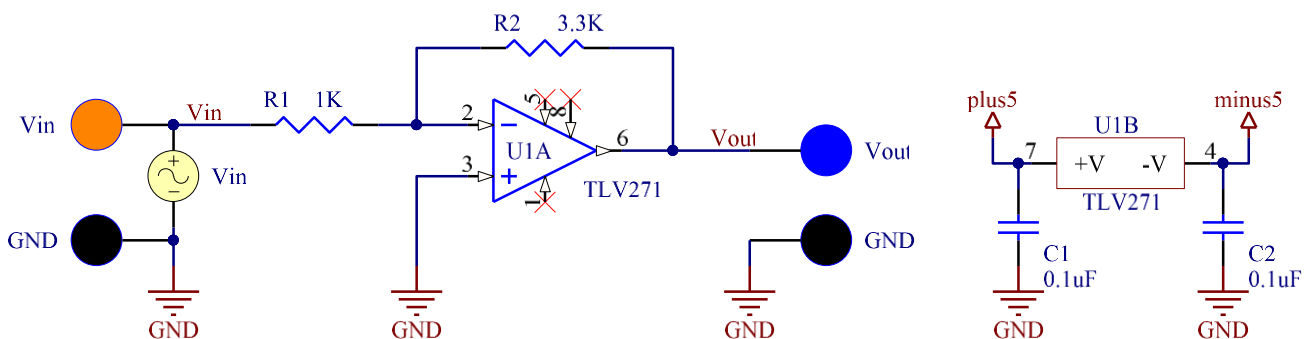 R2 3.3K
Vin
Vin
R1 1K
2
5
8
U1A
6
Vout
Vout
3
TLV271
1
Vin
GND
GND
GND
GND
GND
plus5
minus5
U1B
7
+V -V
4
TLV271
C1
0.1uF
C2
0.1uF
GND
GND